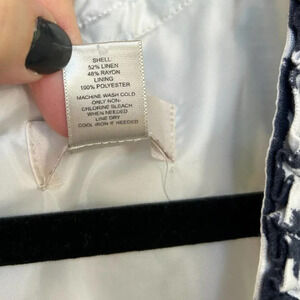 SHELL
52% LINEN
48% RAYON
LINING
100% POLYESTER
MACHINE WASH COLD
ONLY NON-
CHLORINE BLEACH
WHEN NEEDED
LINE DRY
COOL IRON IF NEEDED